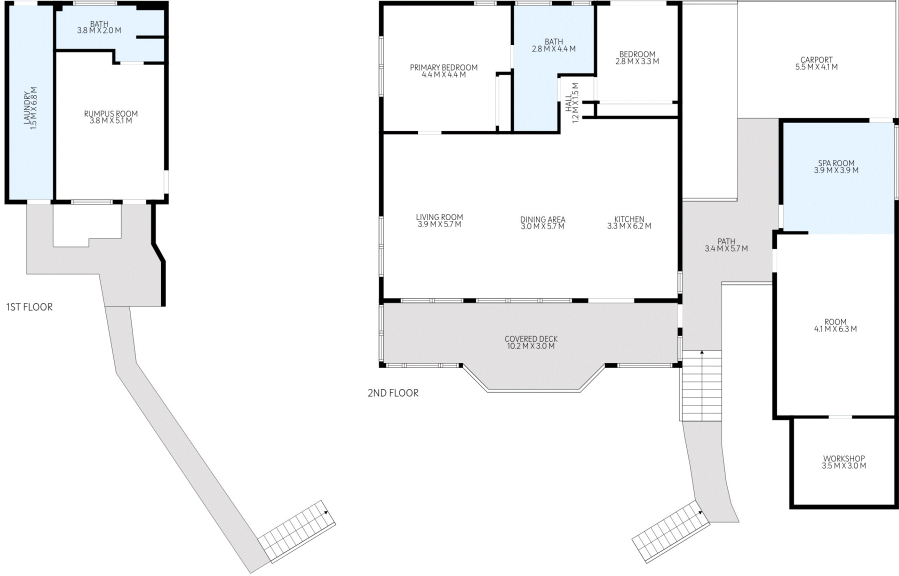 BATH
3.8 M X 2.0 M
LAUNDRY
1.5 M X 6.8 M
RUMPUS ROOM
3.8 M X 5.1 M
1ST FLOOR
PRIMARY BEDROOM
4.4 M X 4.4 M
BATH
2.8 M X 4.4 M
BEDROOM
2.8 M X 3.3 M
HALL
1.2 M X 1.5 M
CARPORT
5.5 M X 4.1 M
SPA ROOM
3.9 M X 3.9 M
LIVING ROOM
3.9 M X 5.7 M
DINING AREA
3.0 M X 5.7 M
KITCHEN
3.3 M X 6.2 M
PATH
3.4 M X 5.7 M
ROOM
4.1 M X 6.3 M
COVERED DECK
10.2 M X 3.0 M
2ND FLOOR
WORKSHOP
3.5 M X 3.0 M